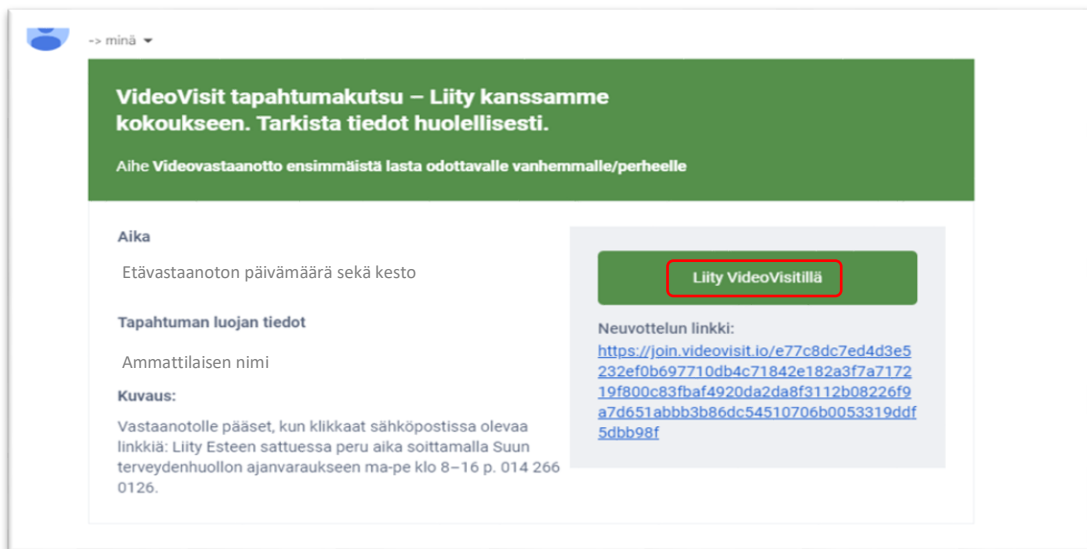 -> minä
VideoVisit tapahtumakutsu – Liity kanssamme
kokoukseen. Tarkista tiedot huolellisesti.
Aihe Videovastaanotto ensimmäistä lasta odottavalle vanhemmalle/perheelle
Aika
Etävastaanoton päivämäärä sekä kesto
Tapahtuman luojan tiedot
Ammattilaisen nimi
Kuvaus:
Vastaanotolle pääset, kun klikkaat sähköpostissa olevaa
linkkiä: Liity Esteen sattuessa peru aika soittamalla Suun
terveydenhuollon ajanvaraukseen ma-pe klo 8–16 p. 014 266
0126.
Liity VideoVisitillä
Neuvottelun linkki:
https://join.videovisit.io/e77c8dc7ed4d3e5
232ef0b697710db4c71842e182a3f7a7172
19f800c83fbaf4920da2da8f3112b08226f9
a7d651abbb3b86dc54510706b0053319ddf
5dbb98f